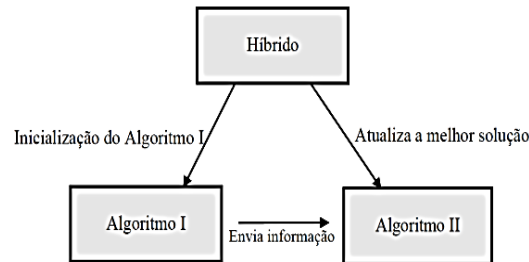 Híbrido
Inicialização do Algoritmo I
Atualiza a melhor solução
Algoritmo I
Envia informação
Algoritmo II